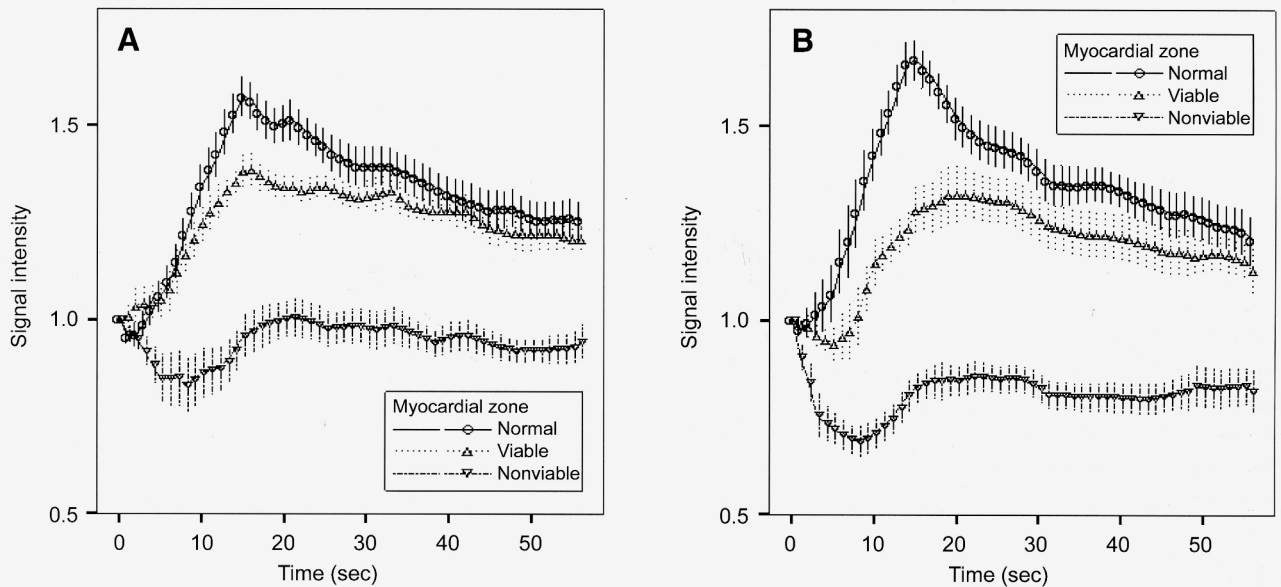 A
Signal intensity
1.5
1.0
0.5
0
10
20
30
40
50
Time (sec)
Myocardial zone
Normal
Viable
Nonviable
B
Signal intensity
1.5
1.0
0.5
0
10
20
30
40
50
Time (sec)
Myocardial zone
Normal
Viable
Nonviable